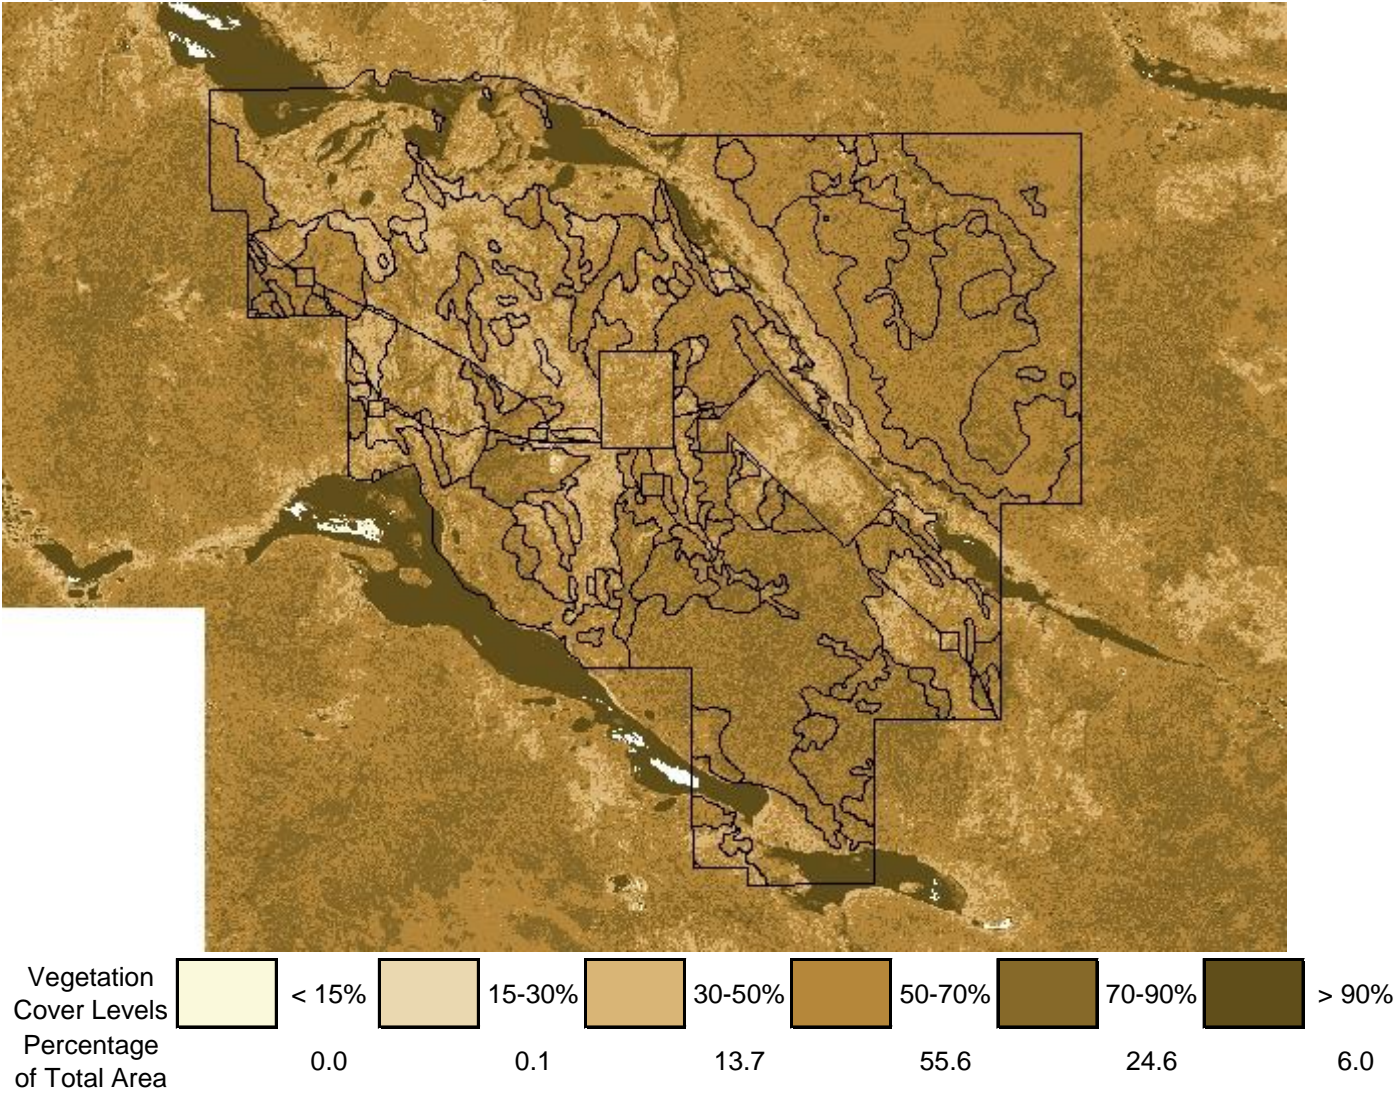 Vegetation Cover Levels < 15% 15-30% 30-50% 50-70% 70-90% > 90%
Percentage of Total Area 0.0 0.1 13.7 55.6 24.6 6.0